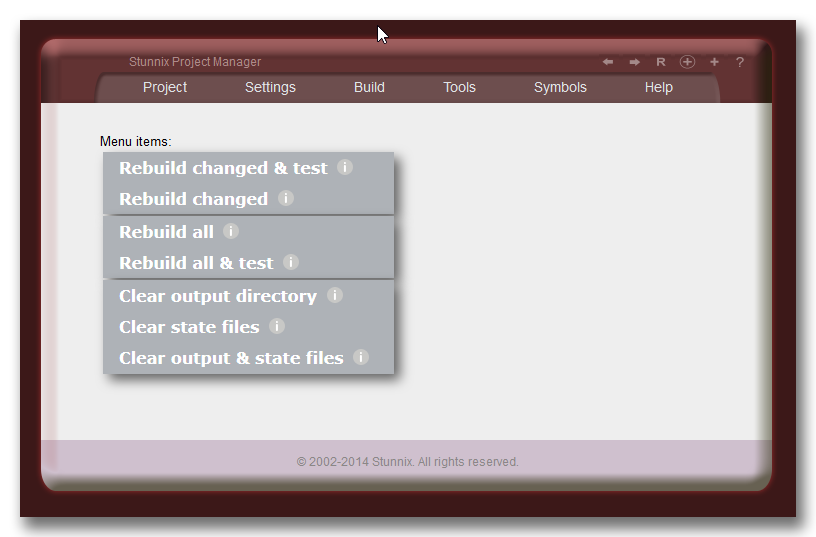 Stunnix Project Manager R + ?
Project Settings Build Tools Symbols Help
Menu items:
Rebuild changed & test i
Rebuild changed i
Rebuild all i
Rebuild all & test i
Clear output directory i
Clear state files i
Clear output & state files i
© 2002-2014 Stunnix. All rights reserved.